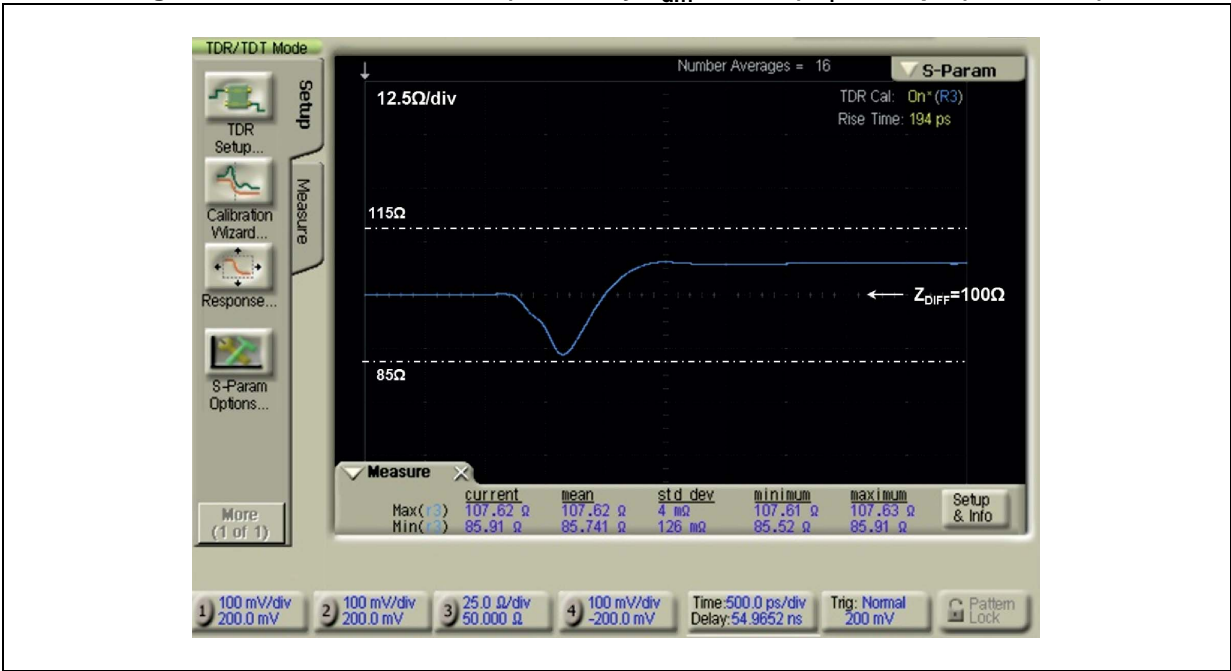 TDR/TDT Mode
Number Averages = 16
S-Param
Setup
12.5Ω/div
TDR Cal: On* (R3)
Rise Time: 194 ps
TDR
Setup...
Measure
Calibration
Wizard...
115Ω
Response...
ZDIFF=100Ω
85Ω
S-Param
Options...
Measure
current mean std dev minimum maximum
Max(r3) 107.62 Ω 107.62 Ω 4 mΩ 107.61 Ω 107.63 Ω
Min(r3) 85.91 Ω 85.741 Ω 126 mΩ 85.52 Ω 85.91 Ω
Setup
& Info
More
(1 of 1)
1) 100 mV/div
200.0 mV
2) 100 mV/div
200.0 mV
3) 25.0 Ω/div
50.000 Ω
4) 100 mV/div
-200.0 mV
Time:500.0 ps/div
Delay:54.9652 ns
Trig: Normal
200 mV
Pattern
Lock